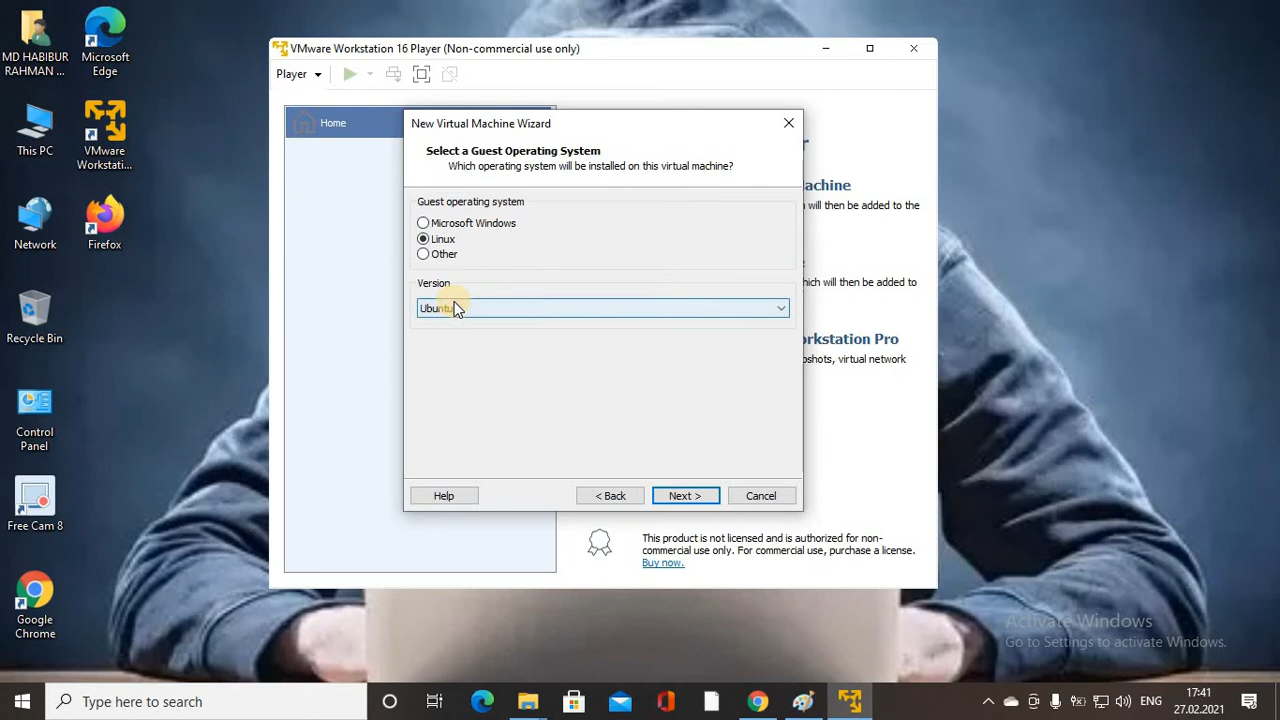 MD HABIBUR
RAHMAN ...
Microsoft
Edge
This PC
VMware
Workstati...
Network
Firefox
Recycle Bin
Control
Panel
Free Cam 8
Google
Chrome
VMware Workstation 16 Player (Non-commercial use only)
Player
Home
New Virtual Machine Wizard
Select a Guest Operating System
Which operating system will be installed on this virtual machine?
Guest operating system
Microsoft Windows
Linux
Other
Version
Ubuntu
Help
< Back
Next >
Cancel
achine
will then be added to the
hich will then be added to
orkstation Pro
pshots, virtual network
This product is not licensed and is authorized for non-
commercial use only. For commercial use, purchase a license.
Buy now.
Activate Windows
Go to Settings to activate Windows.
Type here to search
ENG
17:41
27.02.2021